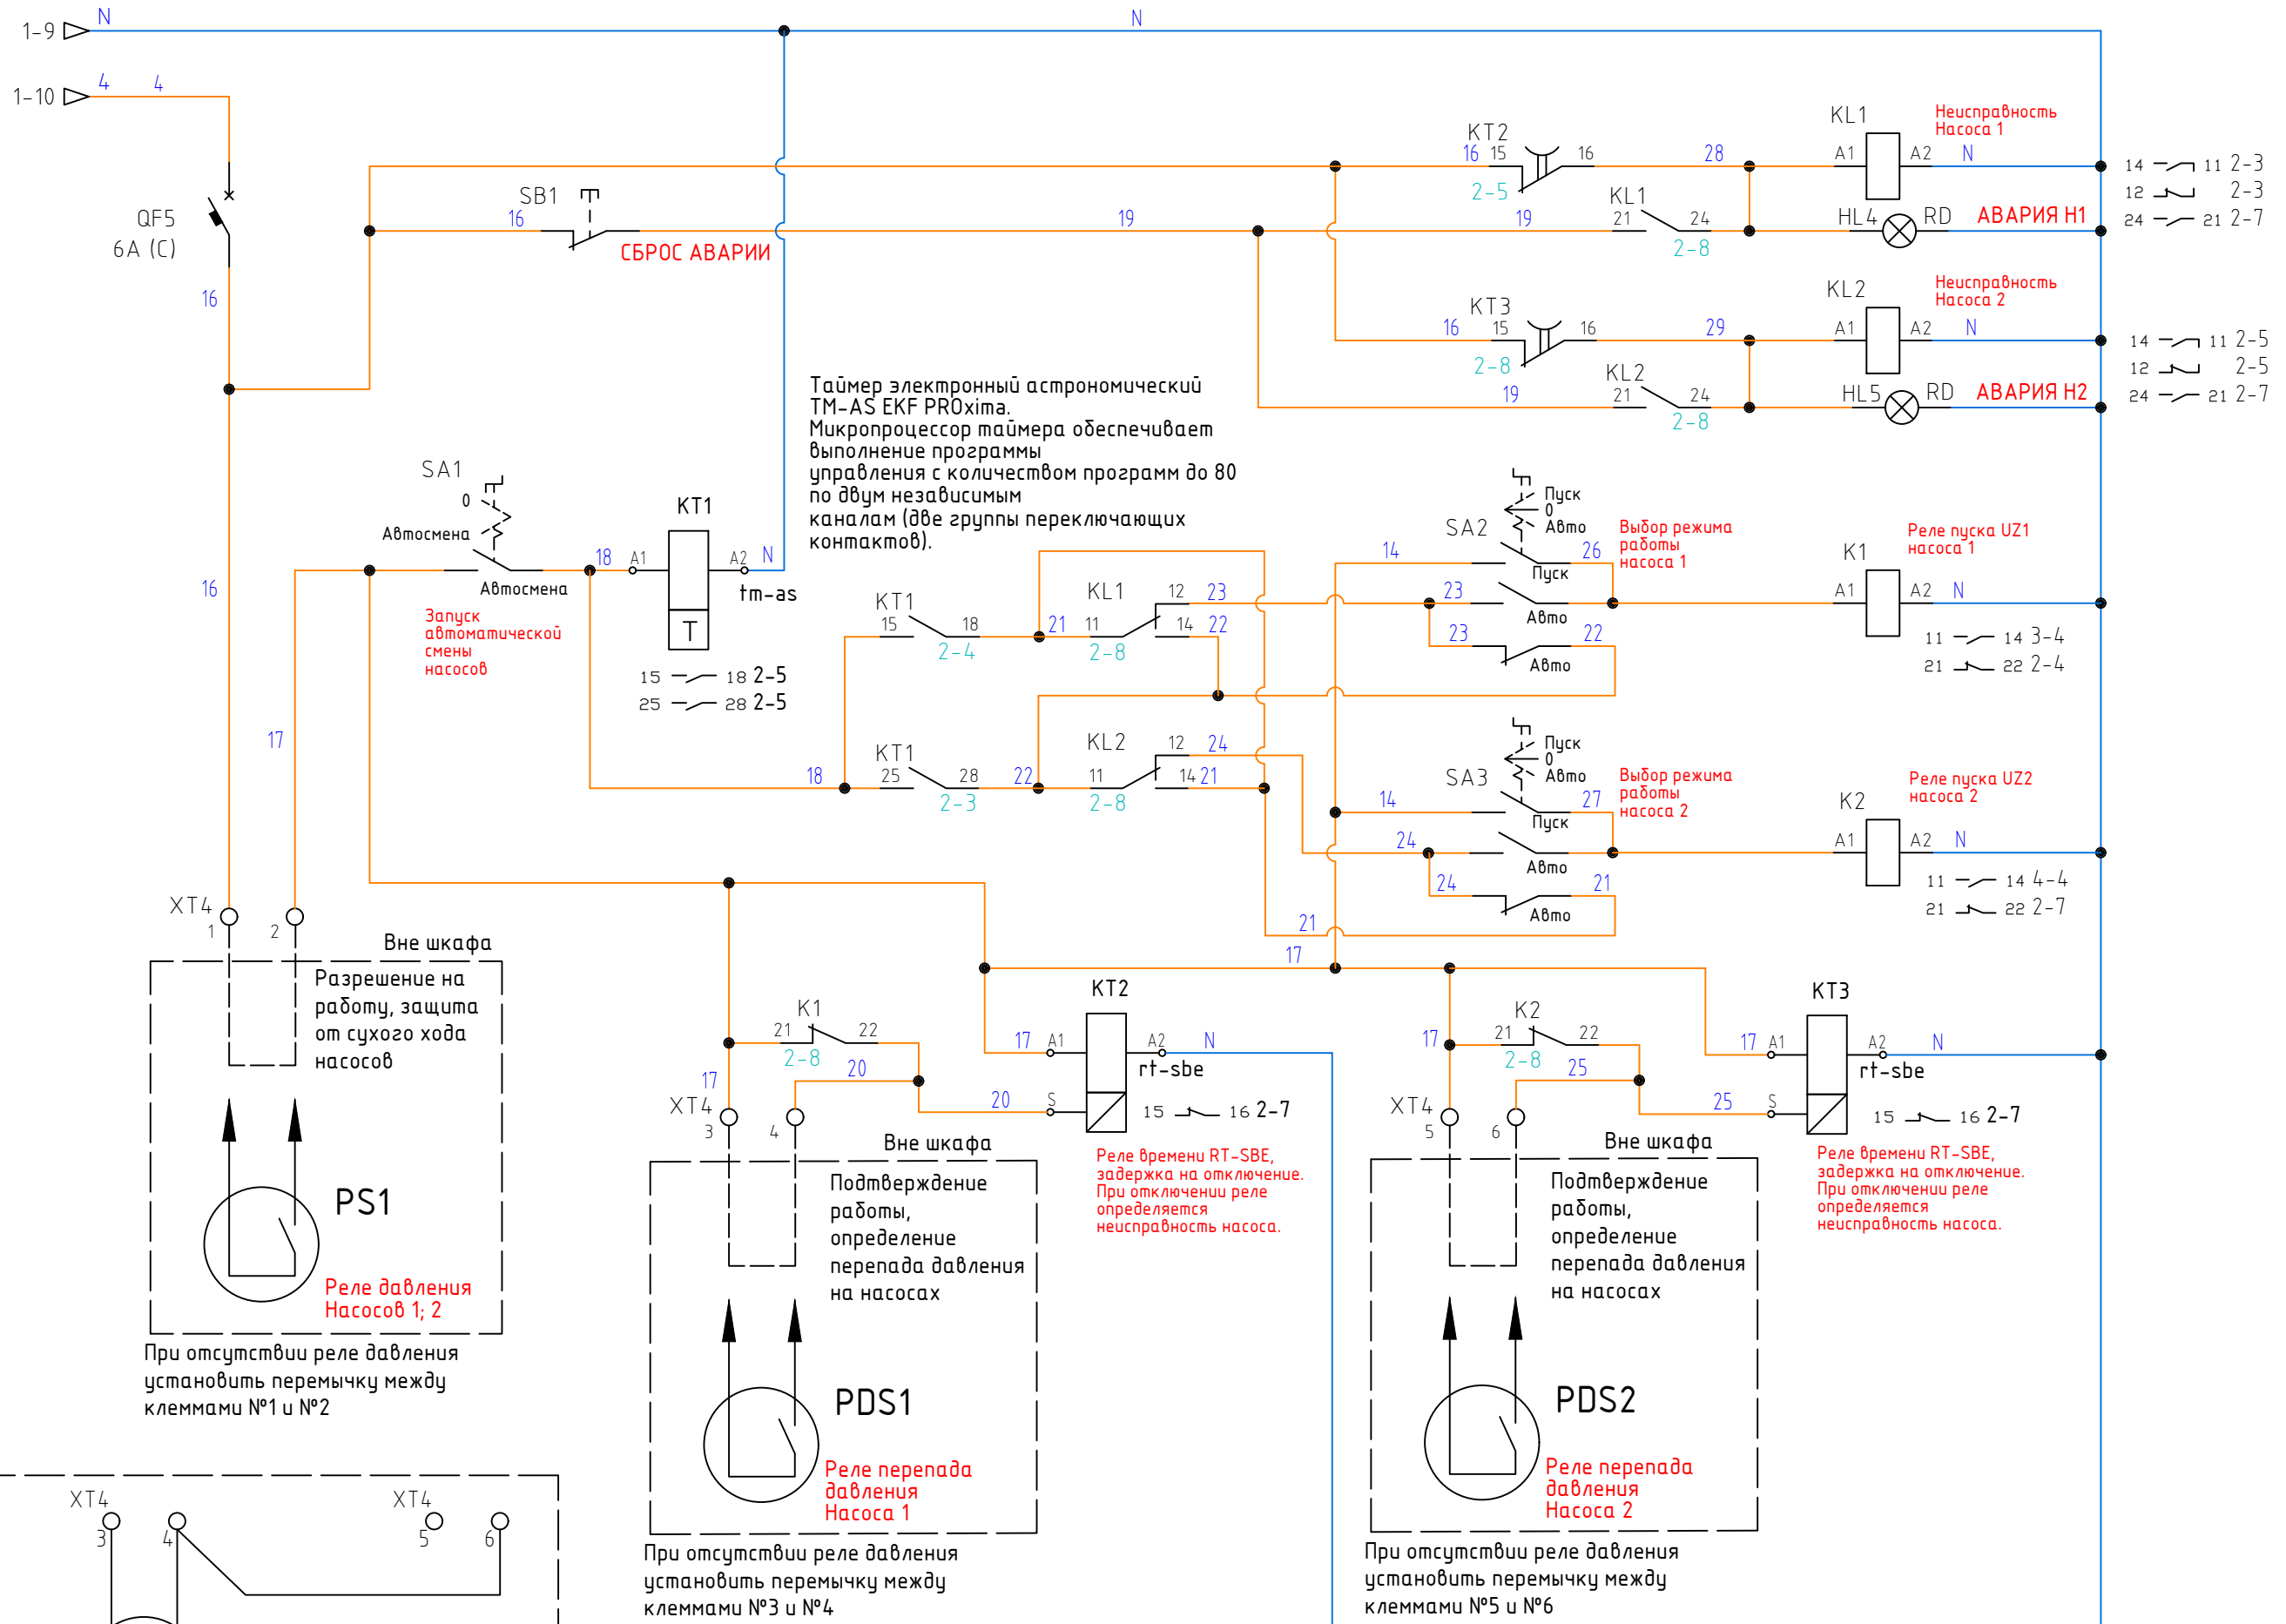 1-9
N
N
1-10
4
4
QF5
6А (С)
16
16
SB1
16
СБРОС АВАРИИ
19
19
KT2
16
15
16
2-5
28
KL1
A1
A2
N
Неисправность
Насоса 1
KL1
21
24
2-8
HL4
RD
АВАРИЯ Н1
14
11 2-3
12
2-3
24
21 2-7
KT3
16
15
16
2-8
29
KL2
A1
A2
N
Неисправность
Насоса 2
19
KL2
21
24
2-8
HL5
RD
АВАРИЯ Н2
14
11 2-5
12
2-5
24
21 2-7
Таймер электронный астрономический
TM-AS EKF PROxima.
Микропроцессор таймера обеспечивает
выполнение программы
управления с количеством программ до 80
по двум независимым
каналам (две группы переключающих
контактов).
SA1
0
Автосмена
Автосмена
Запуск
автоматической
смены
насосов
18
KT1
A1
A2
N
tm-as
T
15
18 2-5
25
28 2-5
17
KT1
15
18
2-4
21
KL1
11
12
14
2-8
23
22
18
KT1
25
28
2-3
22
KL2
11
12
14
2-8
24
21
SA2
Пуск
0
Авто
14
26
Пуск
23
Авто
23
22
Авто
Выбор режима
работы
насоса 1
K1
A1
A2
N
Реле пуска UZ1
насоса 1
11
14 3-4
21
22 2-4
SA3
Пуск
0
Авто
14
27
Пуск
24
Авто
24
21
Авто
21
Выбор режима
работы
насоса 2
K2
A1
A2
N
Реле пуска UZ2
насоса 2
11
14 4-4
21
22 2-7
17
XT4
1
2
Вне шкафа
Разрешение на
работу, защита
от сухого хода
насосов
PS1
Реле давления
Насосов 1; 2
При отсутствии реле давления
установить перемычку между
клеммами №1 и №2
K1
21
22
2-8
17
20
XT4
3
4
17
20
KT2
A1
A2
N
S
rt-sbe
15
16 2-7
Реле времени RT-SBE,
задержка на отключение.
При отключении реле
определяется
неисправность насоса.
Вне шкафа
Подтверждение
работы,
определение
перепада давления
на насосах
PDS1
Реле перепада
давления
Насоса 1
При отсутствии реле давления
установить перемычку между
клеммами №3 и №4
K2
21
22
2-8
17
25
XT4
5
6
17
25
KT3
A1
A2
N
S
rt-sbe
15
16 2-7
Реле времени RT-SBE,
задержка на отключение.
При отключении реле
определяется
неисправность насоса.
Вне шкафа
Подтверждение
работы,
определение
перепада давления
на насосах
PDS2
Реле перепада
давления
Насоса 2
При отсутствии реле давления
установить перемычку между
клеммами №5 и №6
XT4
3
4
XT4
5
6